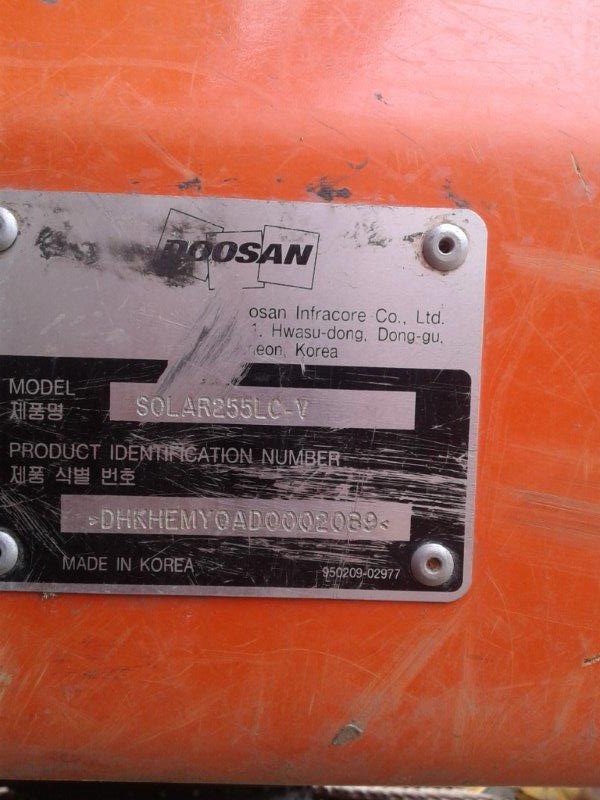 DOOSAN
osan Infracore Co., Ltd.
1. Hwasu-dong, Dong-gu,
eon, Korea
MODEL
제품명
SOLAR255LC-V
PRODUCT IDENTIFICATION NUMBER
제품 식별 번호
>DHKHEMY0AD0002089<
MADE IN KOREA
950209-02977